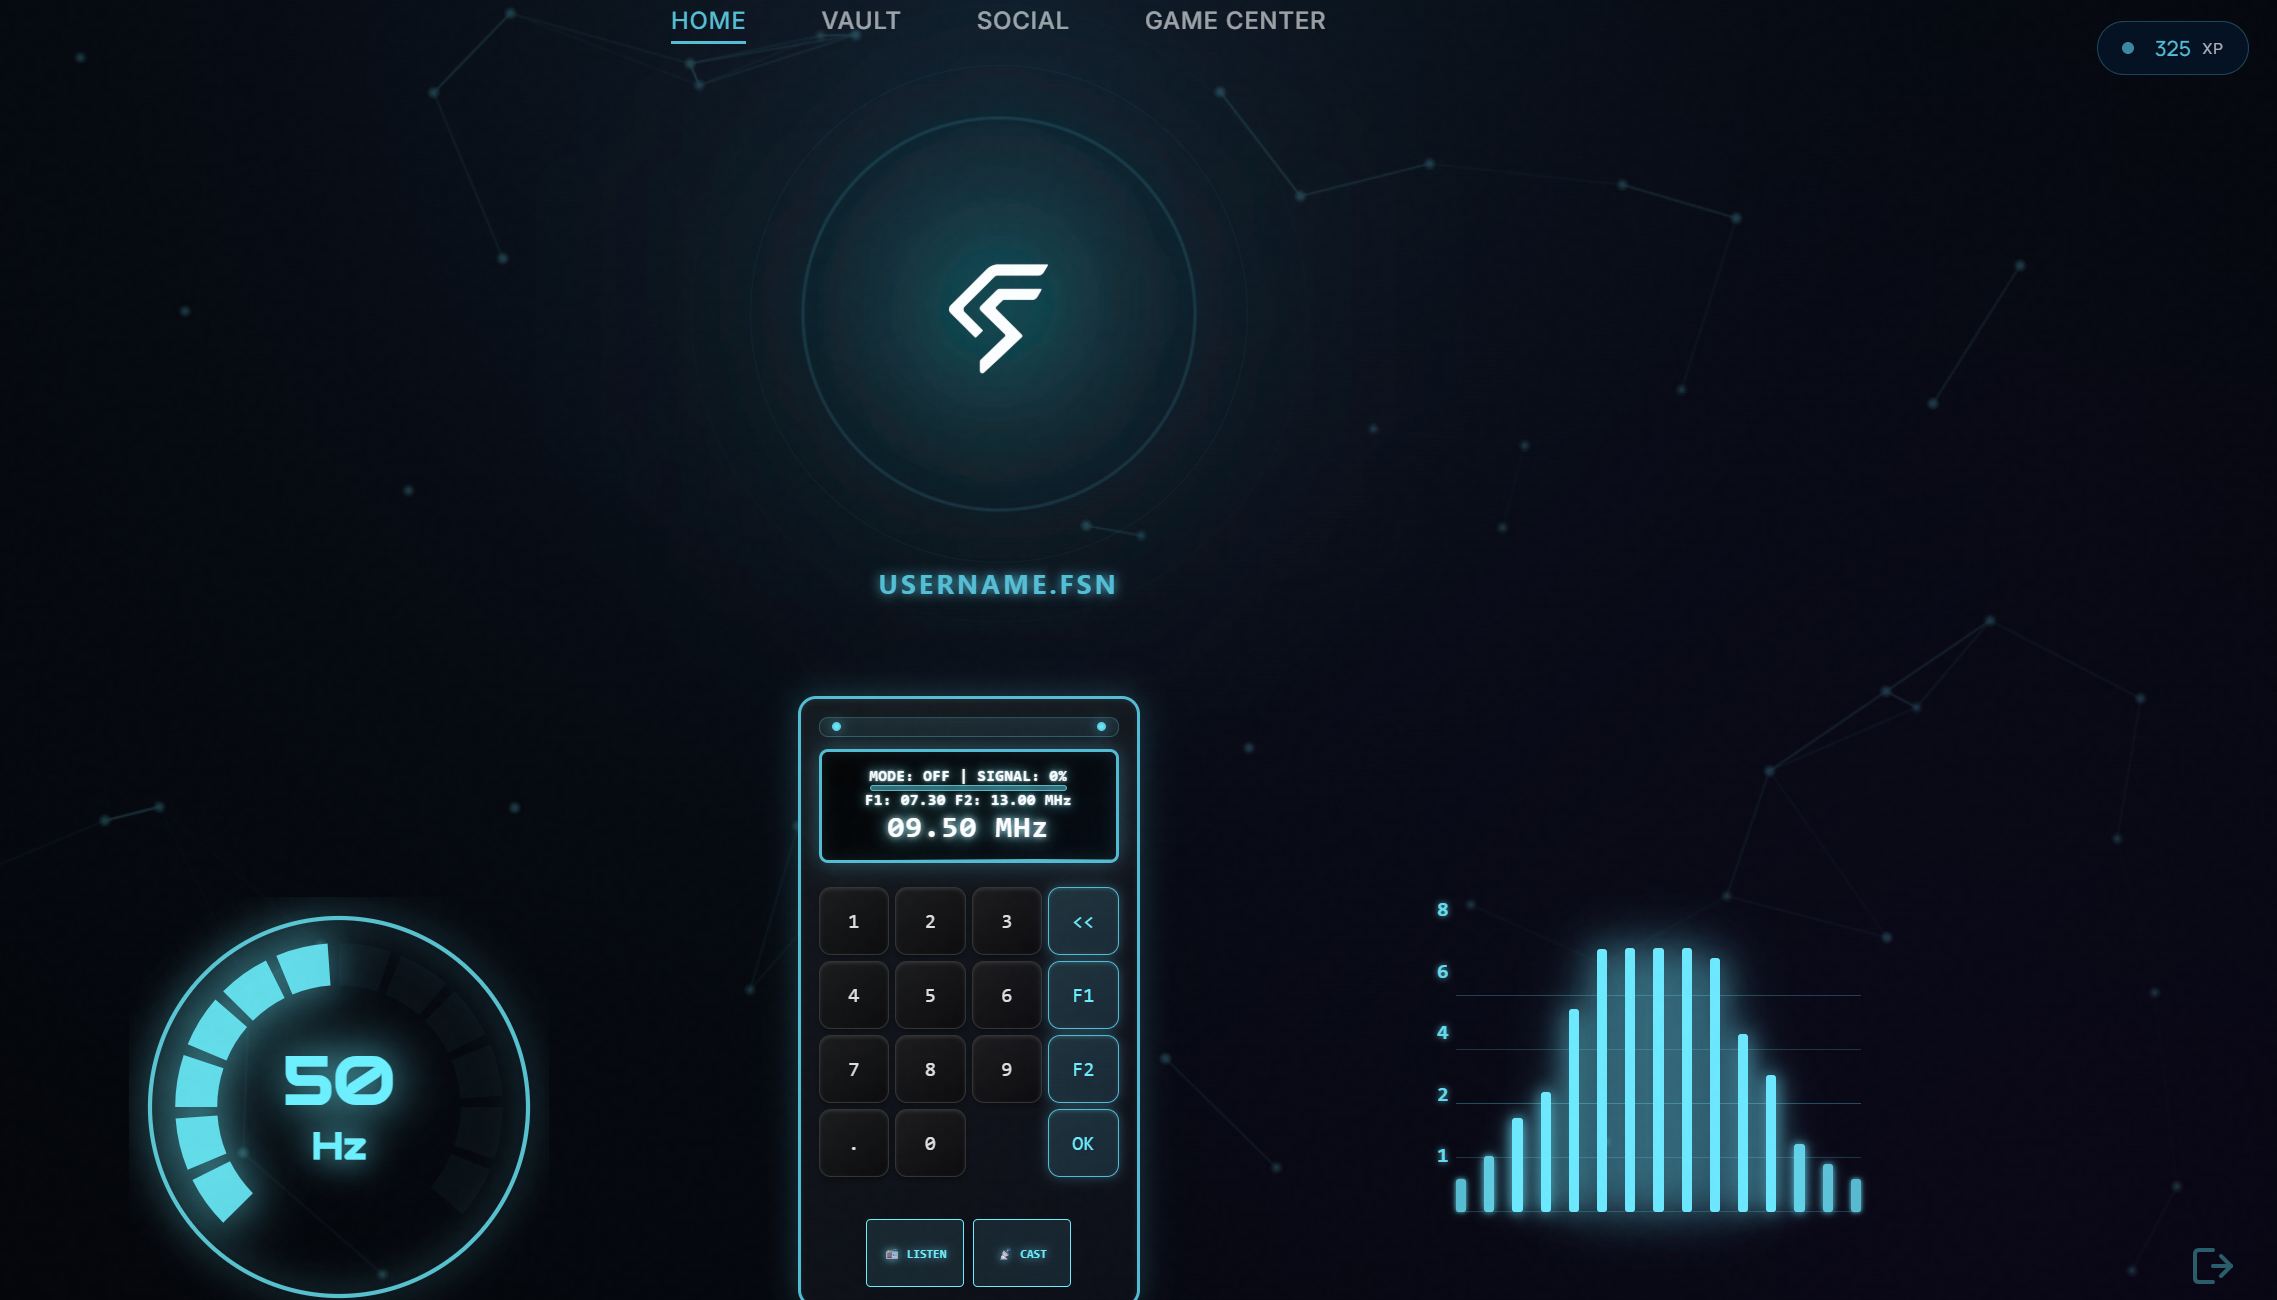 HOME VAULT SOCIAL GAME CENTER
325 XP
USERNAME.FSN
MODE: OFF | SIGNAL: 0%
F1: 07.30 F2: 13.00 MHz
09.50 MHz
1 2 3 <<
4 5 6 F1
7 8 9 F2
. 0 OK
LISTEN CAST
50
Hz
8
6
4
2
1